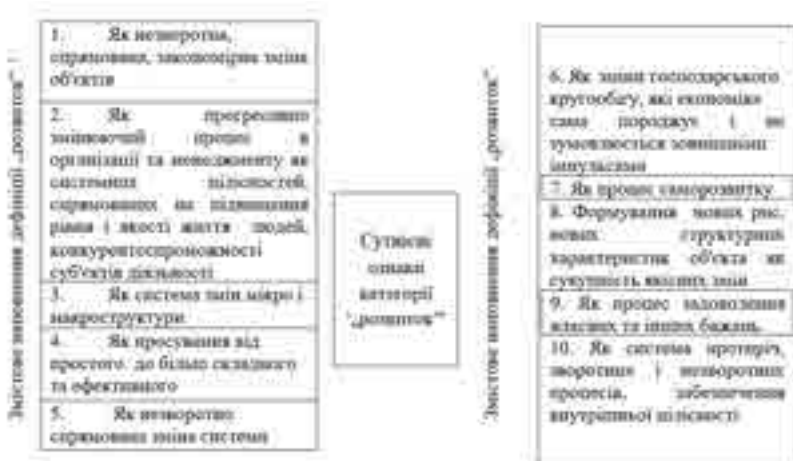 Змістове наповнення дефініції „розвиток”
1. Як незворотна,
спрямована, закономірна зміна
об'єктів
2. Як прогресивно
змінюючий процес в
організації та менеджменту як
системних цілісностей,
спрямованих на підвищення
рівня і якості життя людей,
конкурентоспроможності
суб'єктів діяльності
3. Як система змін мікро і
макроструктури
4. Як просування від
простого до більш складного
та ефективного
5. Як незворотно
спрямована зміна системи
Сутнісні
ознаки
категорії
„розвиток”
Змістове наповнення дефініції „розвиток”
6. Як зміни господарського
кругообігу, які економіка
сама породжує і не
зумовлюється зовнішніми
імпульсами
7. Як процес саморозвитку
8. Формування нових рис,
нових структурних
характеристик об'єкта як
сукупність якісних змін
9. Як процес задоволення
власних та інших бажань
10. Як система протиріч,
зворотних і незворотних
процесів, забезпечення
внутрішньої цілісності